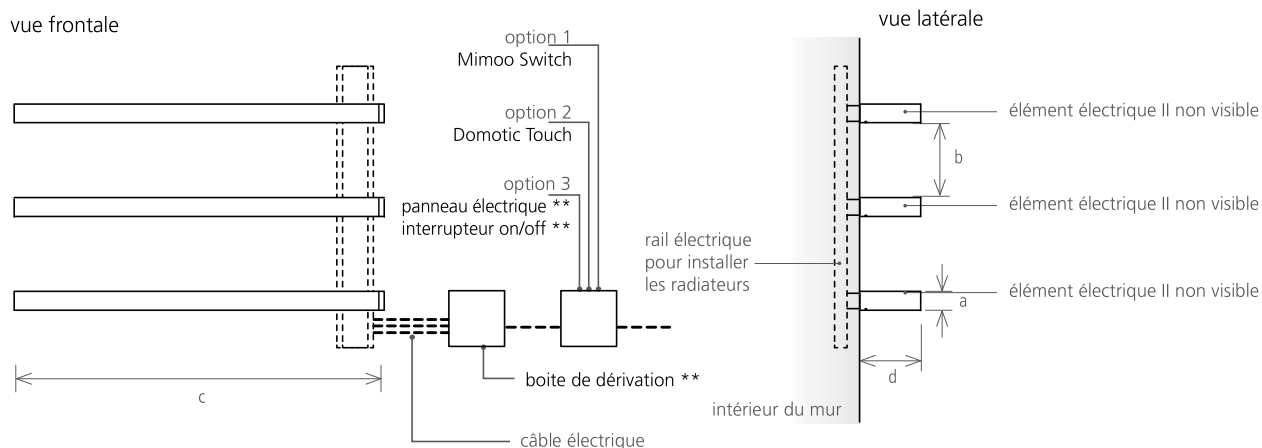 vue frontale
vue latérale
option 1
Mimoo Switch
option 2
Domotic Touch
option 3
panneau électrique **
interrupteur on/off **
boite de dérivation **
câble électrique
c
rail électrique
pour installer
les radiateurs
intérieur du mur
élément électrique II non visible
b
élément électrique II non visible
élément électrique II non visible
a
d